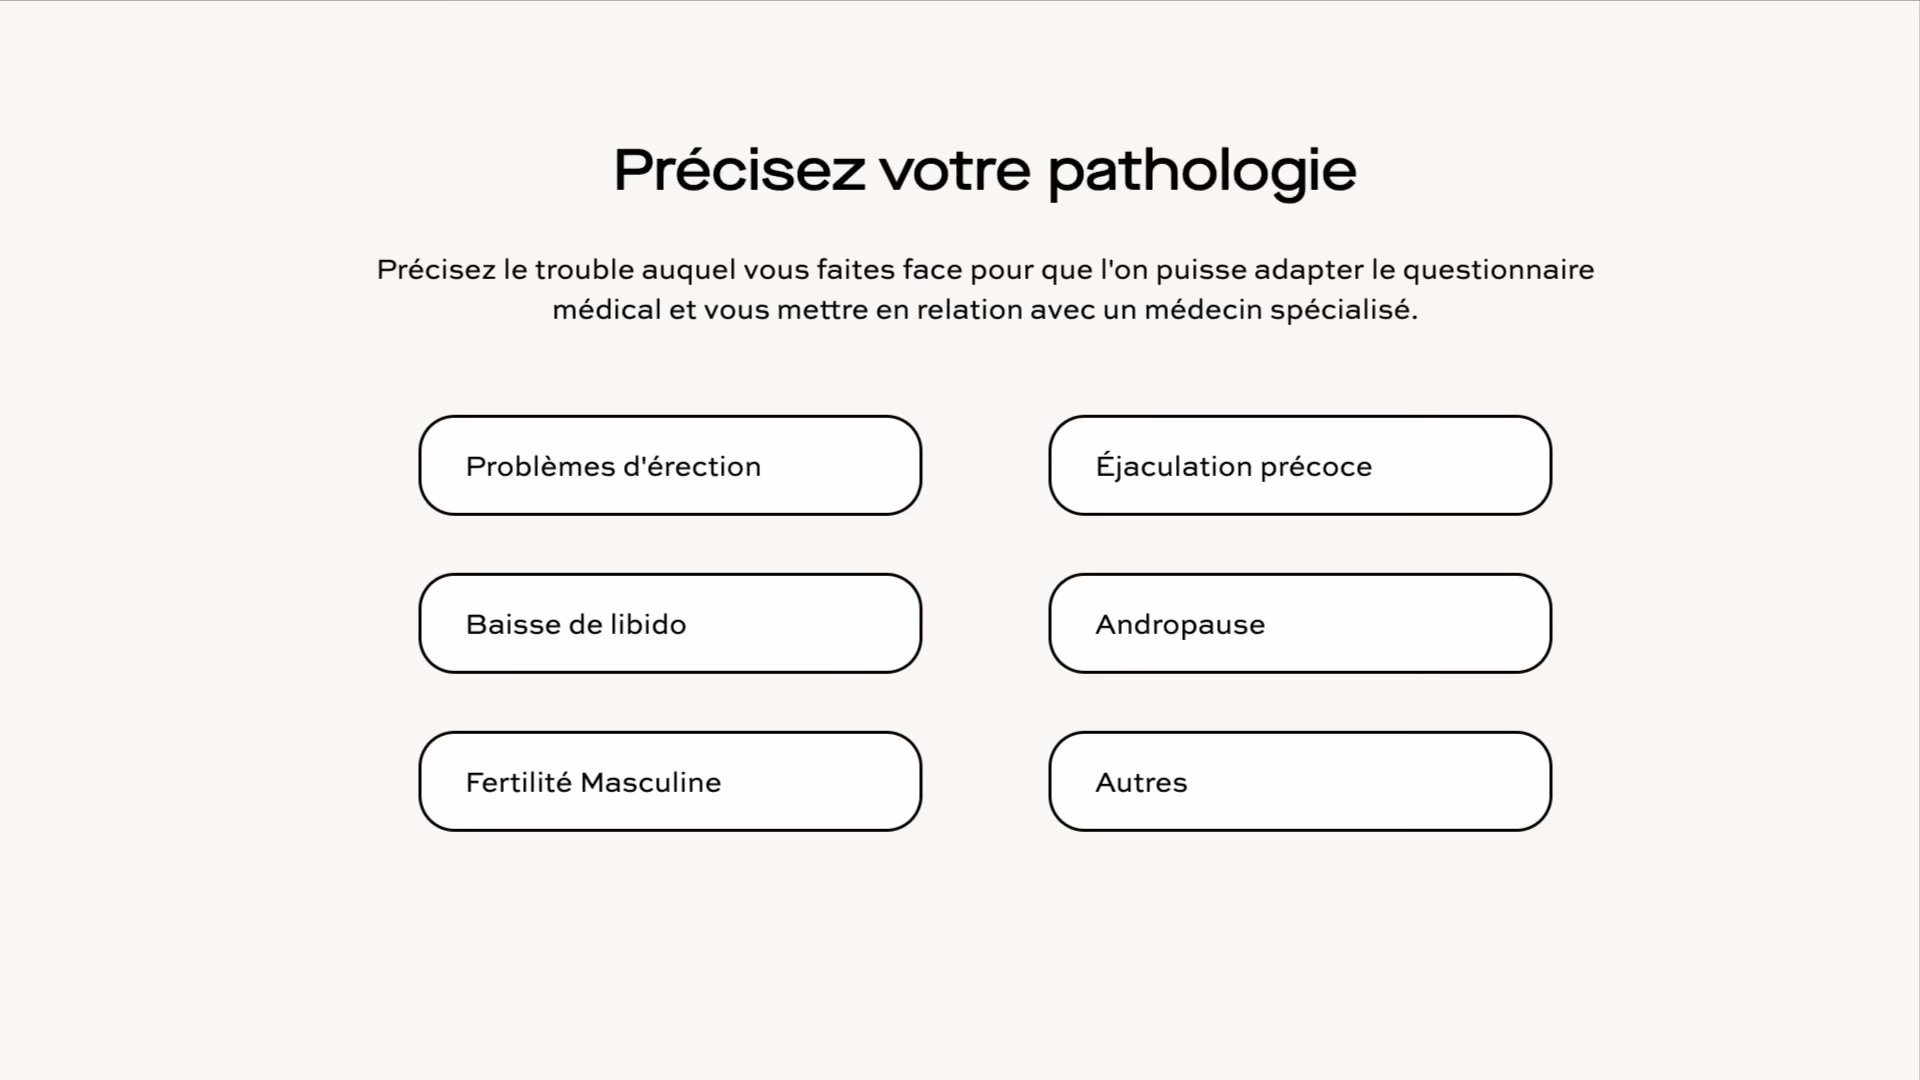 Précisez votre pathologie
Précisez le trouble auquel vous faites face pour que l'on puisse adapter le questionnaire
médical et vous mettre en relation avec un médecin spécialisé.
Problèmes d'érection
Éjaculation précoce
Baisse de libido
Andropause
Fertilité Masculine
Autres